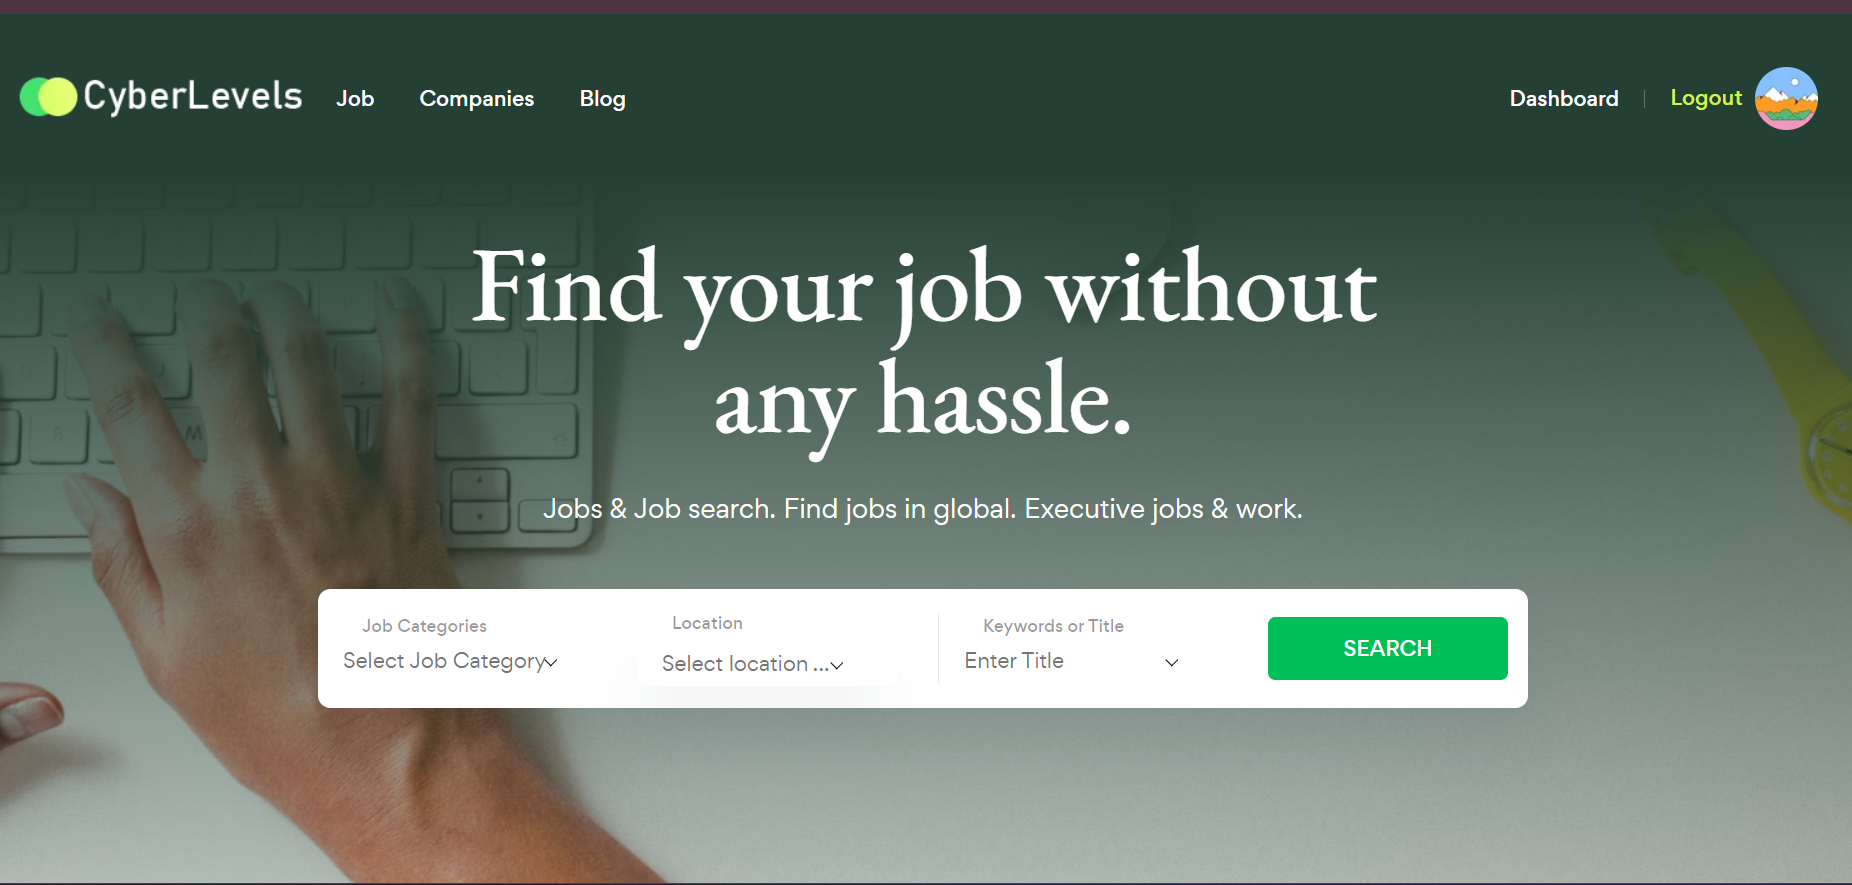 CyberLevels Job Companies Blog Dashboard Logout
Find your job without
any hassle.
Jobs & Job search. Find jobs in global. Executive jobs & work.
Job Categories Location Keywords or Title
Select Job Category Select location ... Enter Title SEARCH
B M